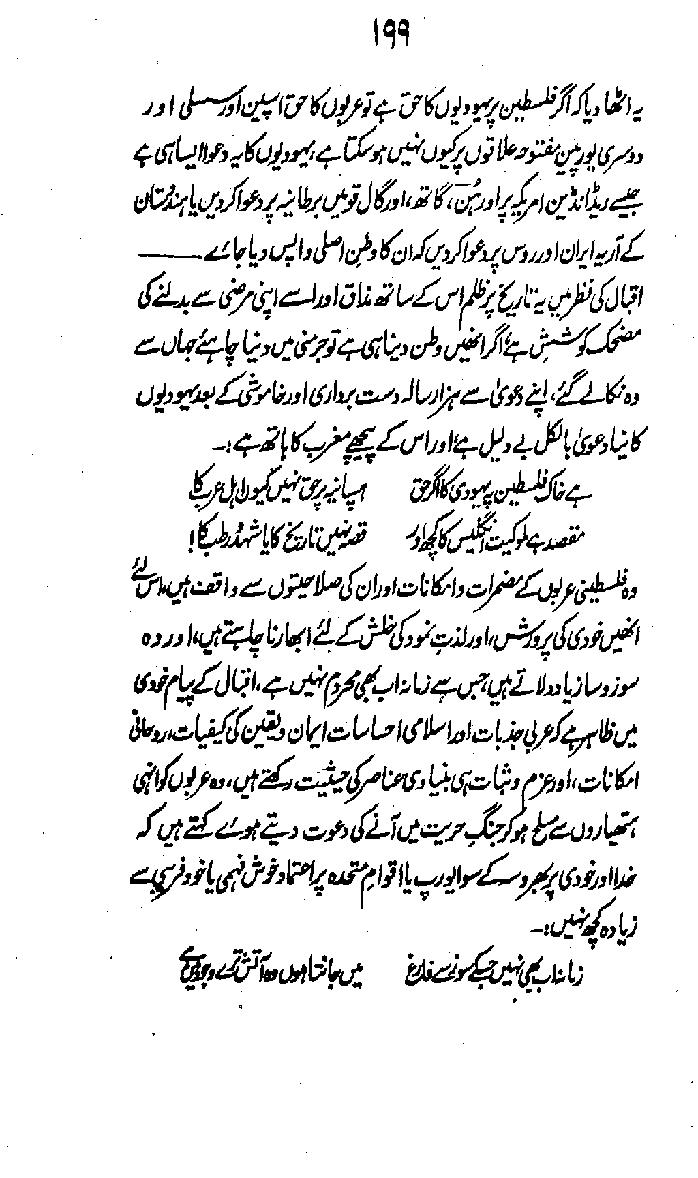 ۱۹۹
یہ اٹھا دیا کہ اگر فلسطین پر یہودیوں کا حق ہے تو عربوں کا حق اسپین اور سسلی اور
دوسری یورپین مفتوحہ علاقوں پر کیوں نہیں ہو سکتا ہے، یہودیوں کا یہ دعوا ایسا ہی ہے
جیسے ریڈ انڈین امریکہ پر اور ہُن، گاتھ، اور گال قومیں برطانیہ پر دعوا کر دیں یا ہندستان
کے آریہ ایران اور روس پر دعوا کر دیں کہ ان کا وطن اصلی واپس دیا جائے ـــــــــ
اقبال کی نظر میں یہ تاریخ پر ظلم اس کے ساتھ مذاق اور اسے اپنی مرضی سے بدلنے کی
مضحک کوشش ہے اگر انھیں وطن دینا ہی ہے تو جرمنی میں دینا چاہئے جہاں سے
وہ نکالے گئے، اپنے دعویٰ سے ہزار سالہ دست برداری اور خاموشی کے بعد یہودیوں
کا نیا دعویٰ بالکل بے دلیل ہے اور اس کے پیچھے مغرب کا ہاتھ ہے :۔
ہے خاک فلسطین پہ یہودی کا اگر حق ہسپانیہ پر حق نہیں کیوں اہل عرب کا
مقصد ہے ملوکیت انگلیس کا کچھ اور قصہ نہیں تاریخ کا یا شہد و رطب کا!
وہ فلسطینی عربوں کے مضمرات و امکانات اور ان کی صلاحیتوں سے واقف ہیں، اس لئے
انھیں خودی کی پرورش، اور لذت نمود کی خلش کے لئے ابھارنا چاہتے ہیں، اور وہ
سوز و ساز یاد دلاتے ہیں جس سے زمانہ اب بھی محروم نہیں ہے، اقبال کے پیام خودی
میں ظاہر ہے کہ عربی جذبات اور اسلامی احساسات ایمان و یقین کی کیفیات، روحانی
امکانات، اور عزم و ثبات ہی بنیادی عناصر کی حیثیت رکھتے ہیں، وہ عربوں کو انہی
ہتھیاروں سے مسلح ہو کر جنگ حریت میں آنے کی دعوت دیتے ہوئے کہتے ہیں کہ
خدا اور خودی پر بھروسہ کے سوا یورپ یا اقوام متحدہ پر اعتماد خوش فہمی یا خود فریبی سے
زیادہ کچھ نہیں :۔
زمانہ اب بھی نہیں جس کے سوز سے فارغ میں جانتا ہوں وہ آتش ترے وجود میں ہے